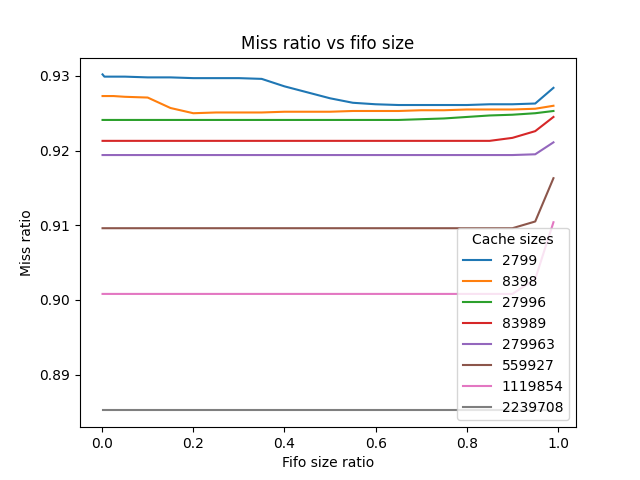 Miss ratio vs fifo size
0.93
0.92
0.91
0.90
0.89
Miss ratio
Cache sizes
2799
8398
27996
83989
279963
559927
1119854
2239708
0.0 0.2 0.4 0.6 0.8 1.0
Fifo size ratio